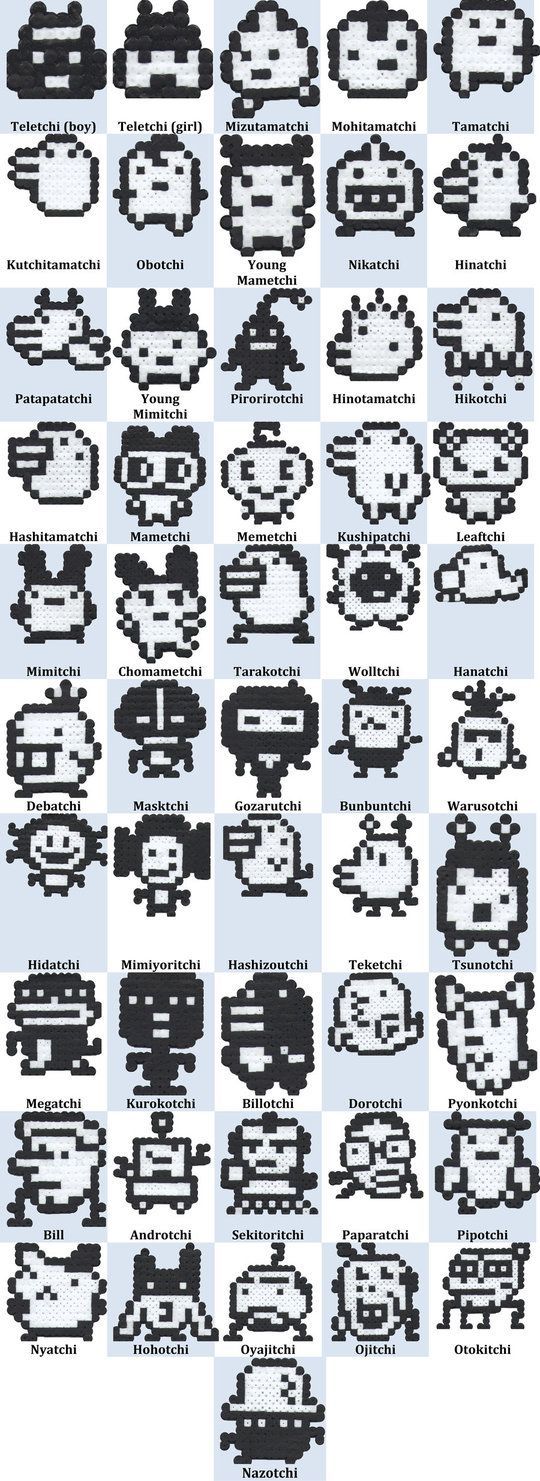 Teletchi (boy)
Teletchi (girl)
Mizutamatchi
Mohitamatchi
Tamatchi
Kutchitamatchi
Obotchi
Young
Mametchi
Nikatchi
Hinatchi
Patapatatchi
Young
Mimitchi
Pirorirotchi
Hinotamatchi
Hikotchi
Hashitamatchi
Mametchi
Memetchi
Kushipatchi
Leaftchi
Mimitchi
Chomametchi
Tarakotchi
Wolltchi
Hanatchi
Debatchi
Masktchi
Gozarutchi
Bunbuntchi
Warusotchi
Hidatchi
Mimiyoritchi
Hashizoutchi
Teketchi
Tsunotchi
Megatchi
Kurokotchi
Billotchi
Dorotchi
Pyonkotchi
Bill
Androtchi
Sekitoritchi
Paparatchi
Pipotchi
Nyatchi
Hohotchi
Oyajitchi
Ojitchi
Otokitchi
Nazotchi